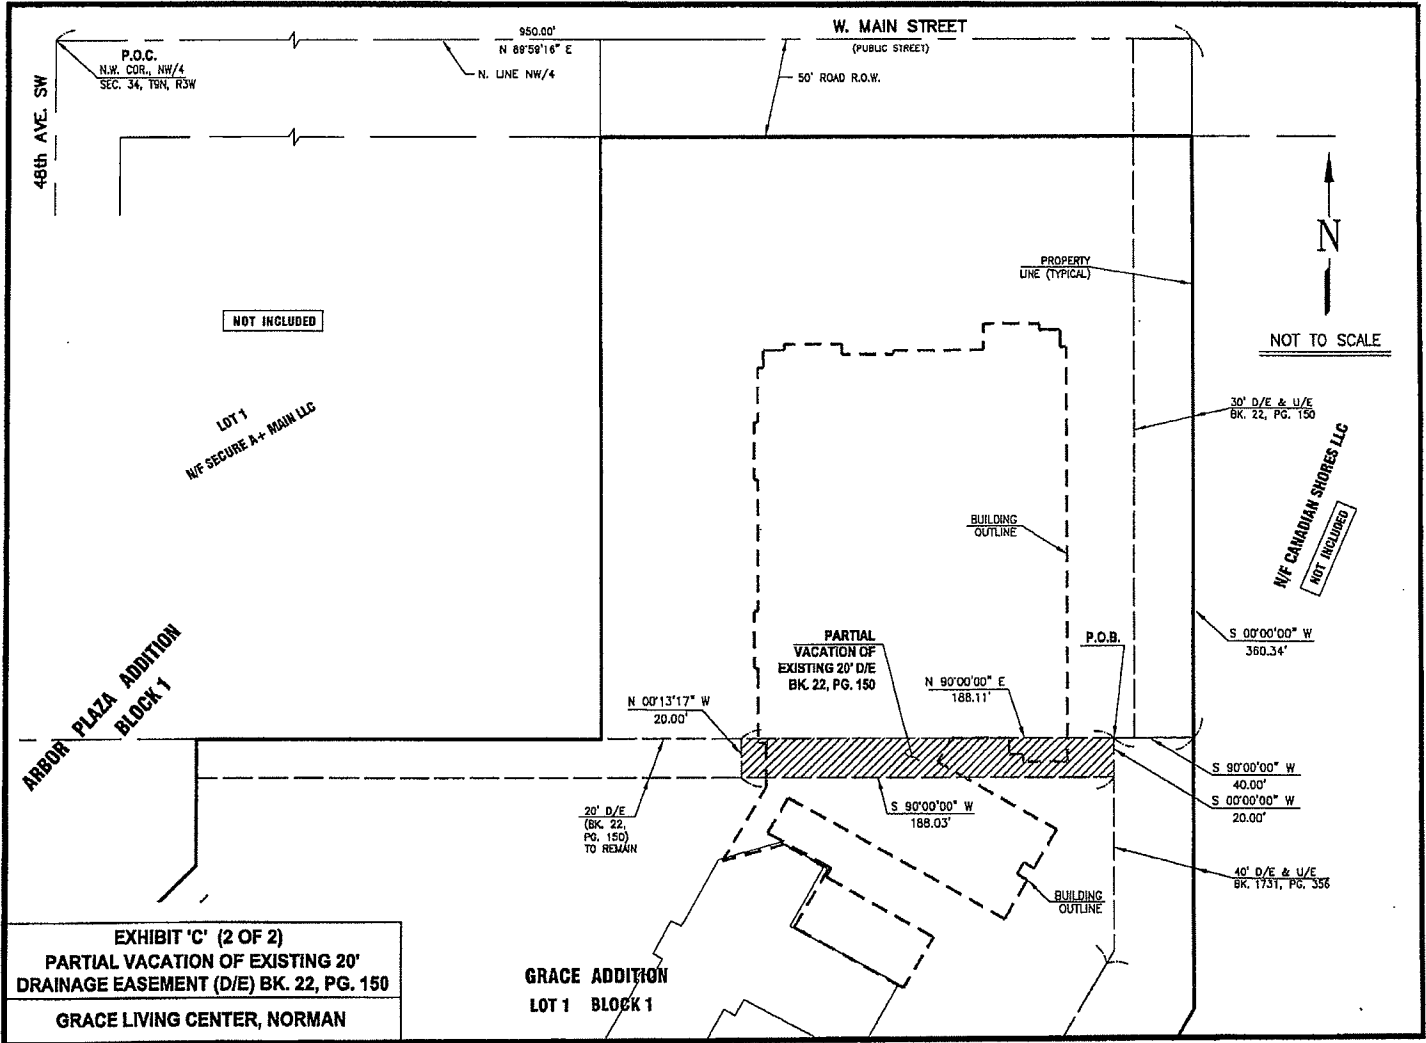 W. MAIN STREET
(PUBLIC STREET)
950.00'
N 89°59'16" E
P.O.C.
N.W. COR., NW/4
SEC. 34, T9N, R3W
N. LINE NW/4
50' ROAD R.O.W.
48th AVE. SW
N
NOT TO SCALE
PROPERTY
LINE (TYPICAL)
NOT INCLUDED
LOT 1
N/F SECURE A+ MAIN LLC
30' D/E & U/E
BK. 22, PG. 150
N/F CANADIAN SHORES LLC
NOT INCLUDED
BUILDING
OUTLINE
ARBOR PLAZA ADDITION
BLOCK 1
PARTIAL
VACATION OF
EXISTING 20' D/E
BK. 22, PG. 150
P.O.B.
S 00°00'00" W
360.34'
N 90°00'00" E
188.11'
N 00°13'17" W
20.00'
S 90°00'00" W
40.00'
S 00°00'00" W
20.00'
S 90°00'00" W
188.03'
20' D/E
(BK. 22,
PG. 150)
TO REMAIN
40' D/E & U/E
BK. 1731, PG. 356
BUILDING
OUTLINE
EXHIBIT 'C' (2 OF 2)
PARTIAL VACATION OF EXISTING 20'
DRAINAGE EASEMENT (D/E) BK. 22, PG. 150
GRACE LIVING CENTER, NORMAN
GRACE ADDITION
LOT 1 BLOCK 1